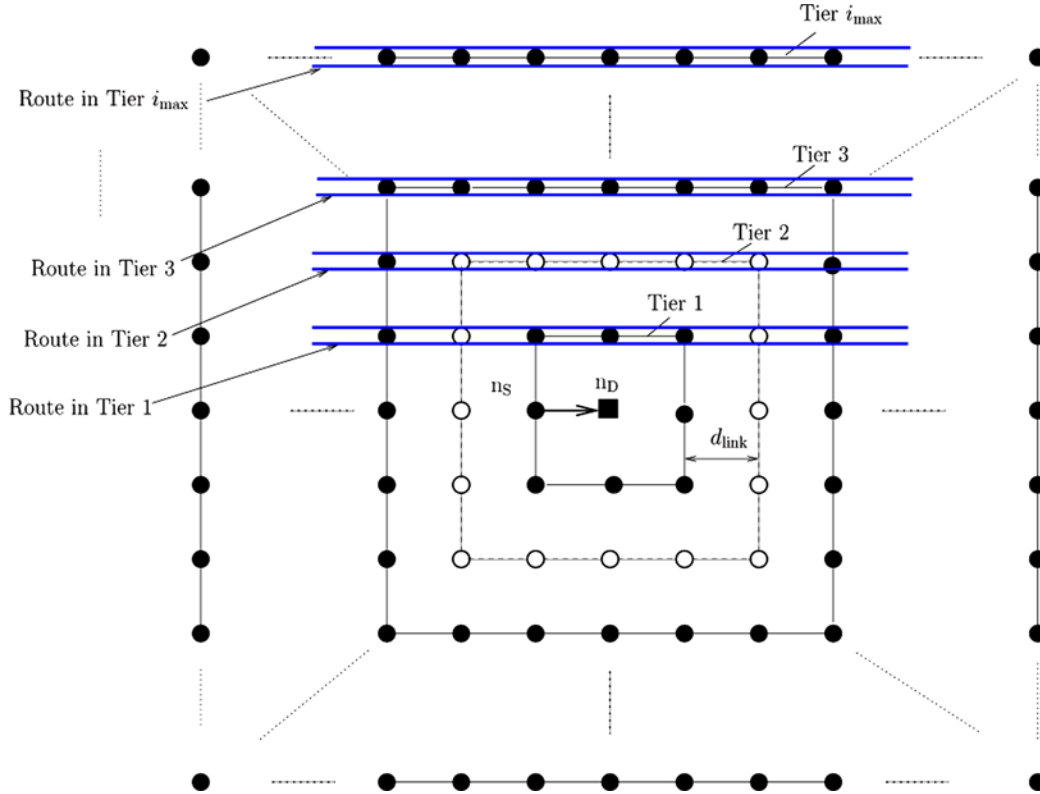 Tier i_max
Route in Tier i_max
Tier 3
Tier 2
Route in Tier 3
Tier 1
Route in Tier 2
n_S
n_D
Route in Tier 1
d_link